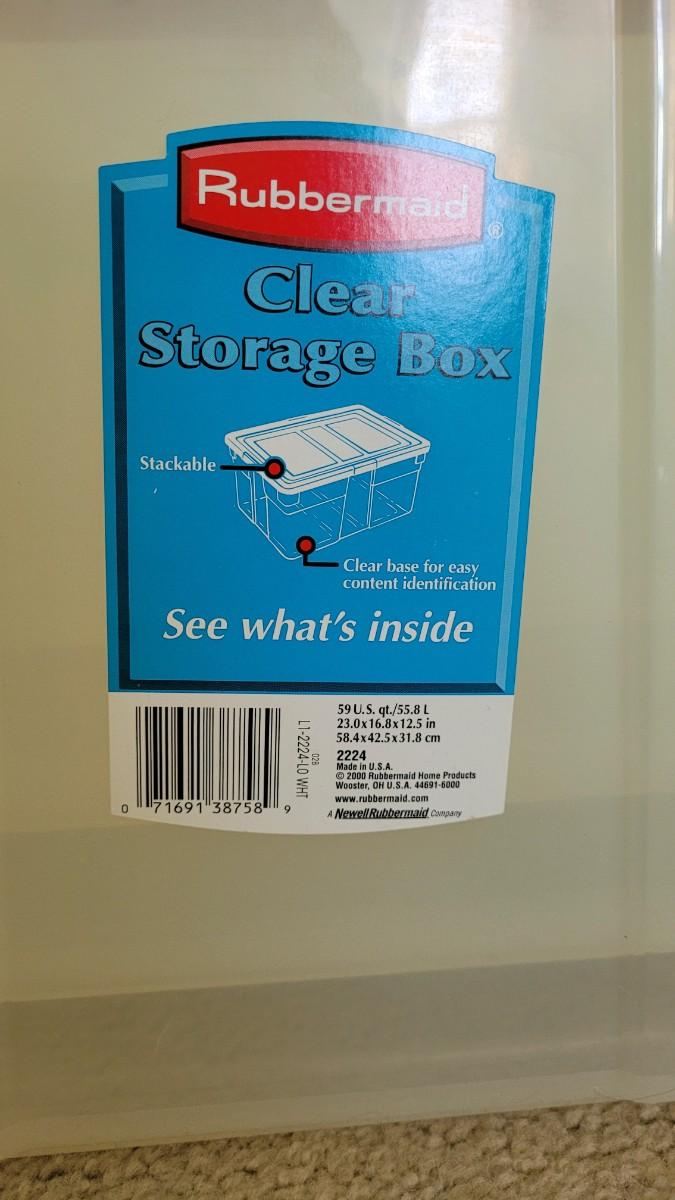 Rubbermaid
®
Clear
Storage Box
Stackable
Clear base for easy
content identification
See what's inside
59 U.S. qt./55.8 L
23.0x16.8x12.5 in
58.4x42.5x31.8 cm
2224
Made in U.S.A.
© 2000 Rubbermaid Home Products
Wooster, OH U.S.A. 44691-6000
www.rubbermaid.com
A NewellRubbermaid Company
L1-2224-L0 WHT
028
0 71691 38758 9